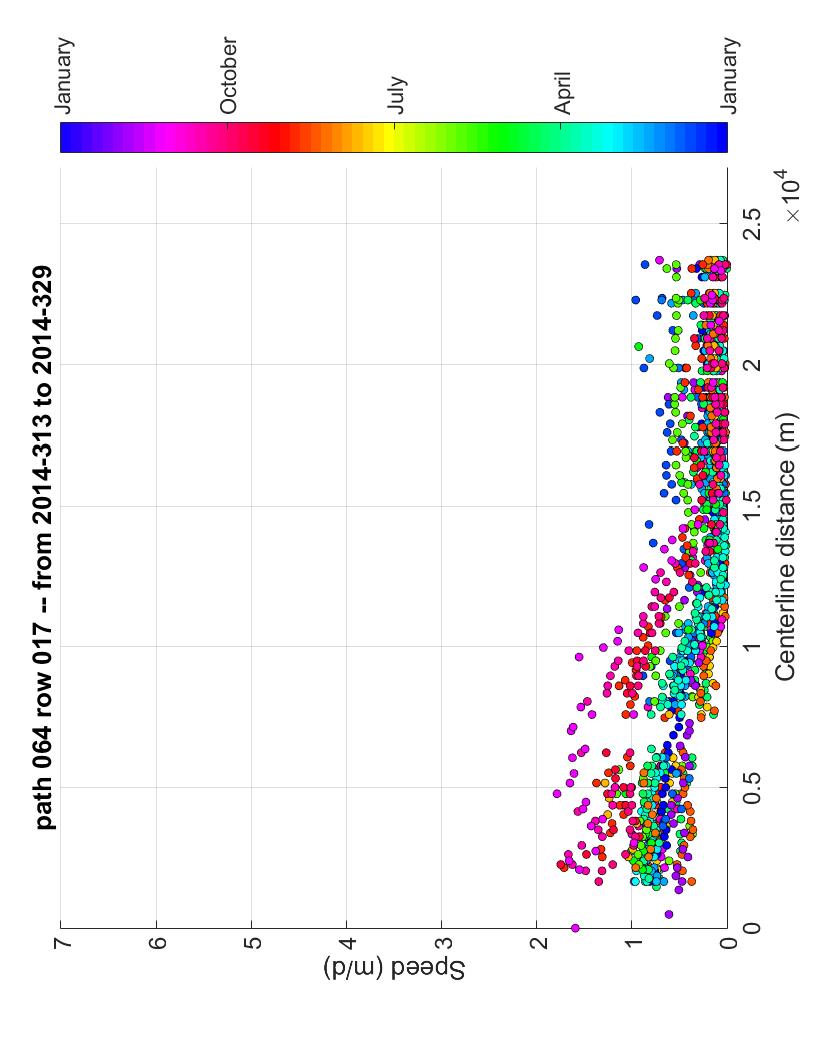 path 064 row 017 -- from 2014-313 to 2014-329
7
6
5
4
3
2
1
0
Speed (m/d)
0
0.5
1
1.5
2
2.5
×10⁴
Centerline distance (m)
January
October
July
April
January